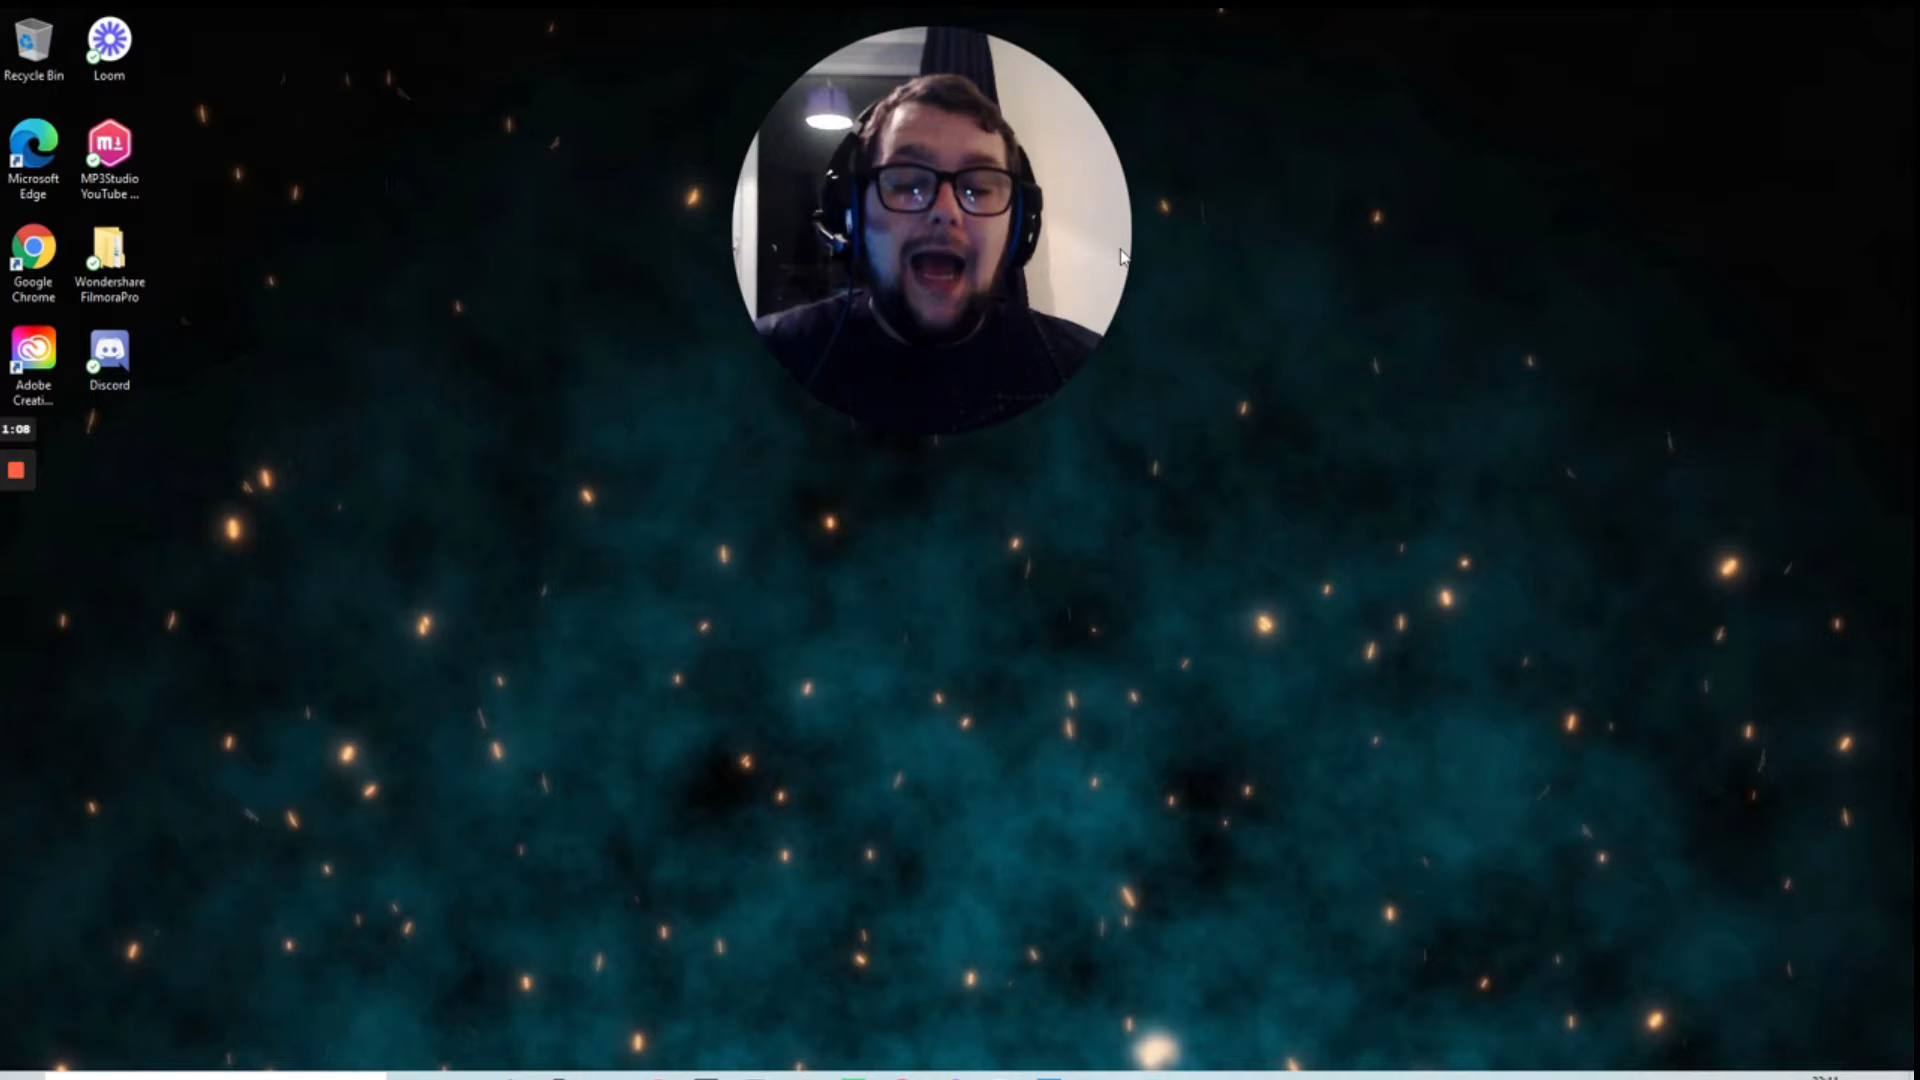 Recycle Bin
Loom
Microsoft
Edge
MP3Studio
YouTube ...
Google
Chrome
Wondershare
FilmoraPro
Adobe
Creati...
Discord
1:08